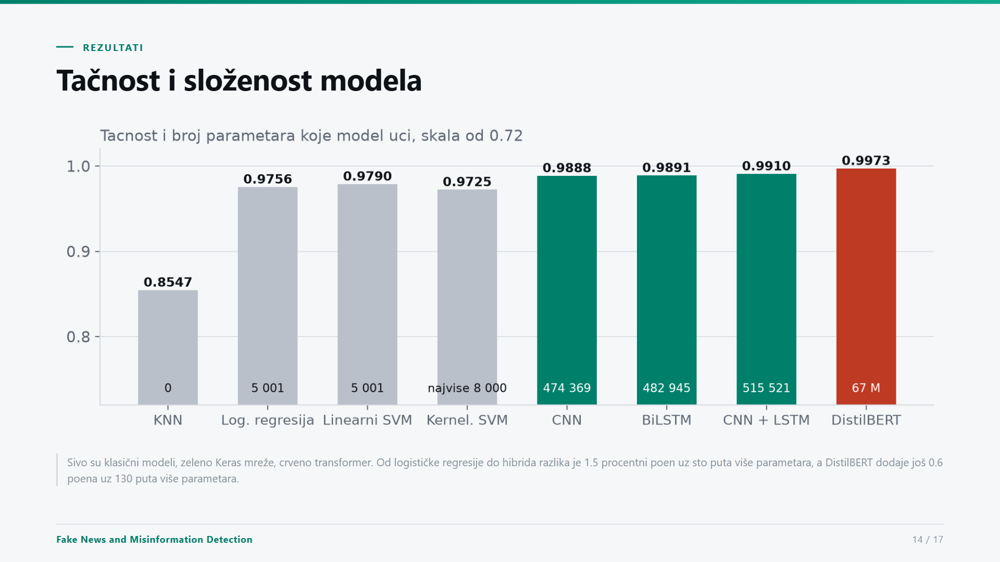 REZULTATI
Tačnost i složenost modela
Tacnost i broj parametara koje model uci, skala od 0.72
1.0
0.9
0.8
0.8547
0.9756
0.9790
0.9725
0.9888
0.9891
0.9910
0.9973
0
5 001
5 001
najvise 8 000
474 369
482 945
515 521
67 M
KNN
Log. regresija
Linearni SVM
Kernel. SVM
CNN
BiLSTM
CNN + LSTM
DistilBERT
Sivo su klasični modeli, zeleno Keras mreže, crveno transformer. Od logističke regresije do hibrida razlika je 1.5 procentni poen uz sto puta više parametara, a DistilBERT dodaje još 0.6
poena uz 130 puta više parametara.
Fake News and Misinformation Detection
14 / 17